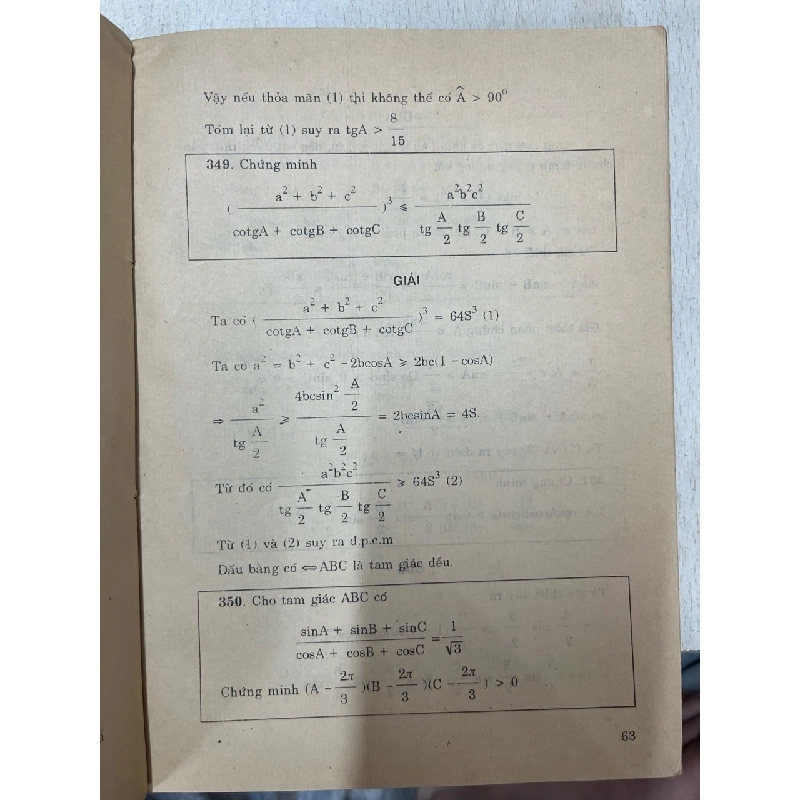 Vậy nếu thỏa mãn (1) thì không thể có Â > 90°
Tóm lại từ (1) suy ra tgA > 8/15
349. Chứng minh
( (a² + b² + c²)/(cotgA + cotgB + cotgC) )³ ⩽ a²b²c²/(tg A/2 tg B/2 tg C/2)
GIẢI
Ta có ( (a² + b² + c²)/(cotgA + cotgB + cotgC) )³ = 64S³ (1)
Ta có a² = b² + c² - 2bcosA ⩾ 2bc(1 - cosA)
⇒ a²/(tg A/2) ⩾ (4bcsin² A/2)/(tg A/2) = 2bcsinA = 4S.
Từ đó có a²b²c²/(tg A/2 tg B/2 tg C/2) ⩾ 64S³ (2)
Từ (1) và (2) suy ra d.p.c.m
Dấu bằng có ⇔ ABC là tam giác đều.
350. Cho tam giác ABC có
(sinA + sinB + sinC)/(cosA + cosB + cosC) = 1/√3
Chứng minh (A - 2π/3)(B - 2π/3)(C - 2π/3) > 0
63